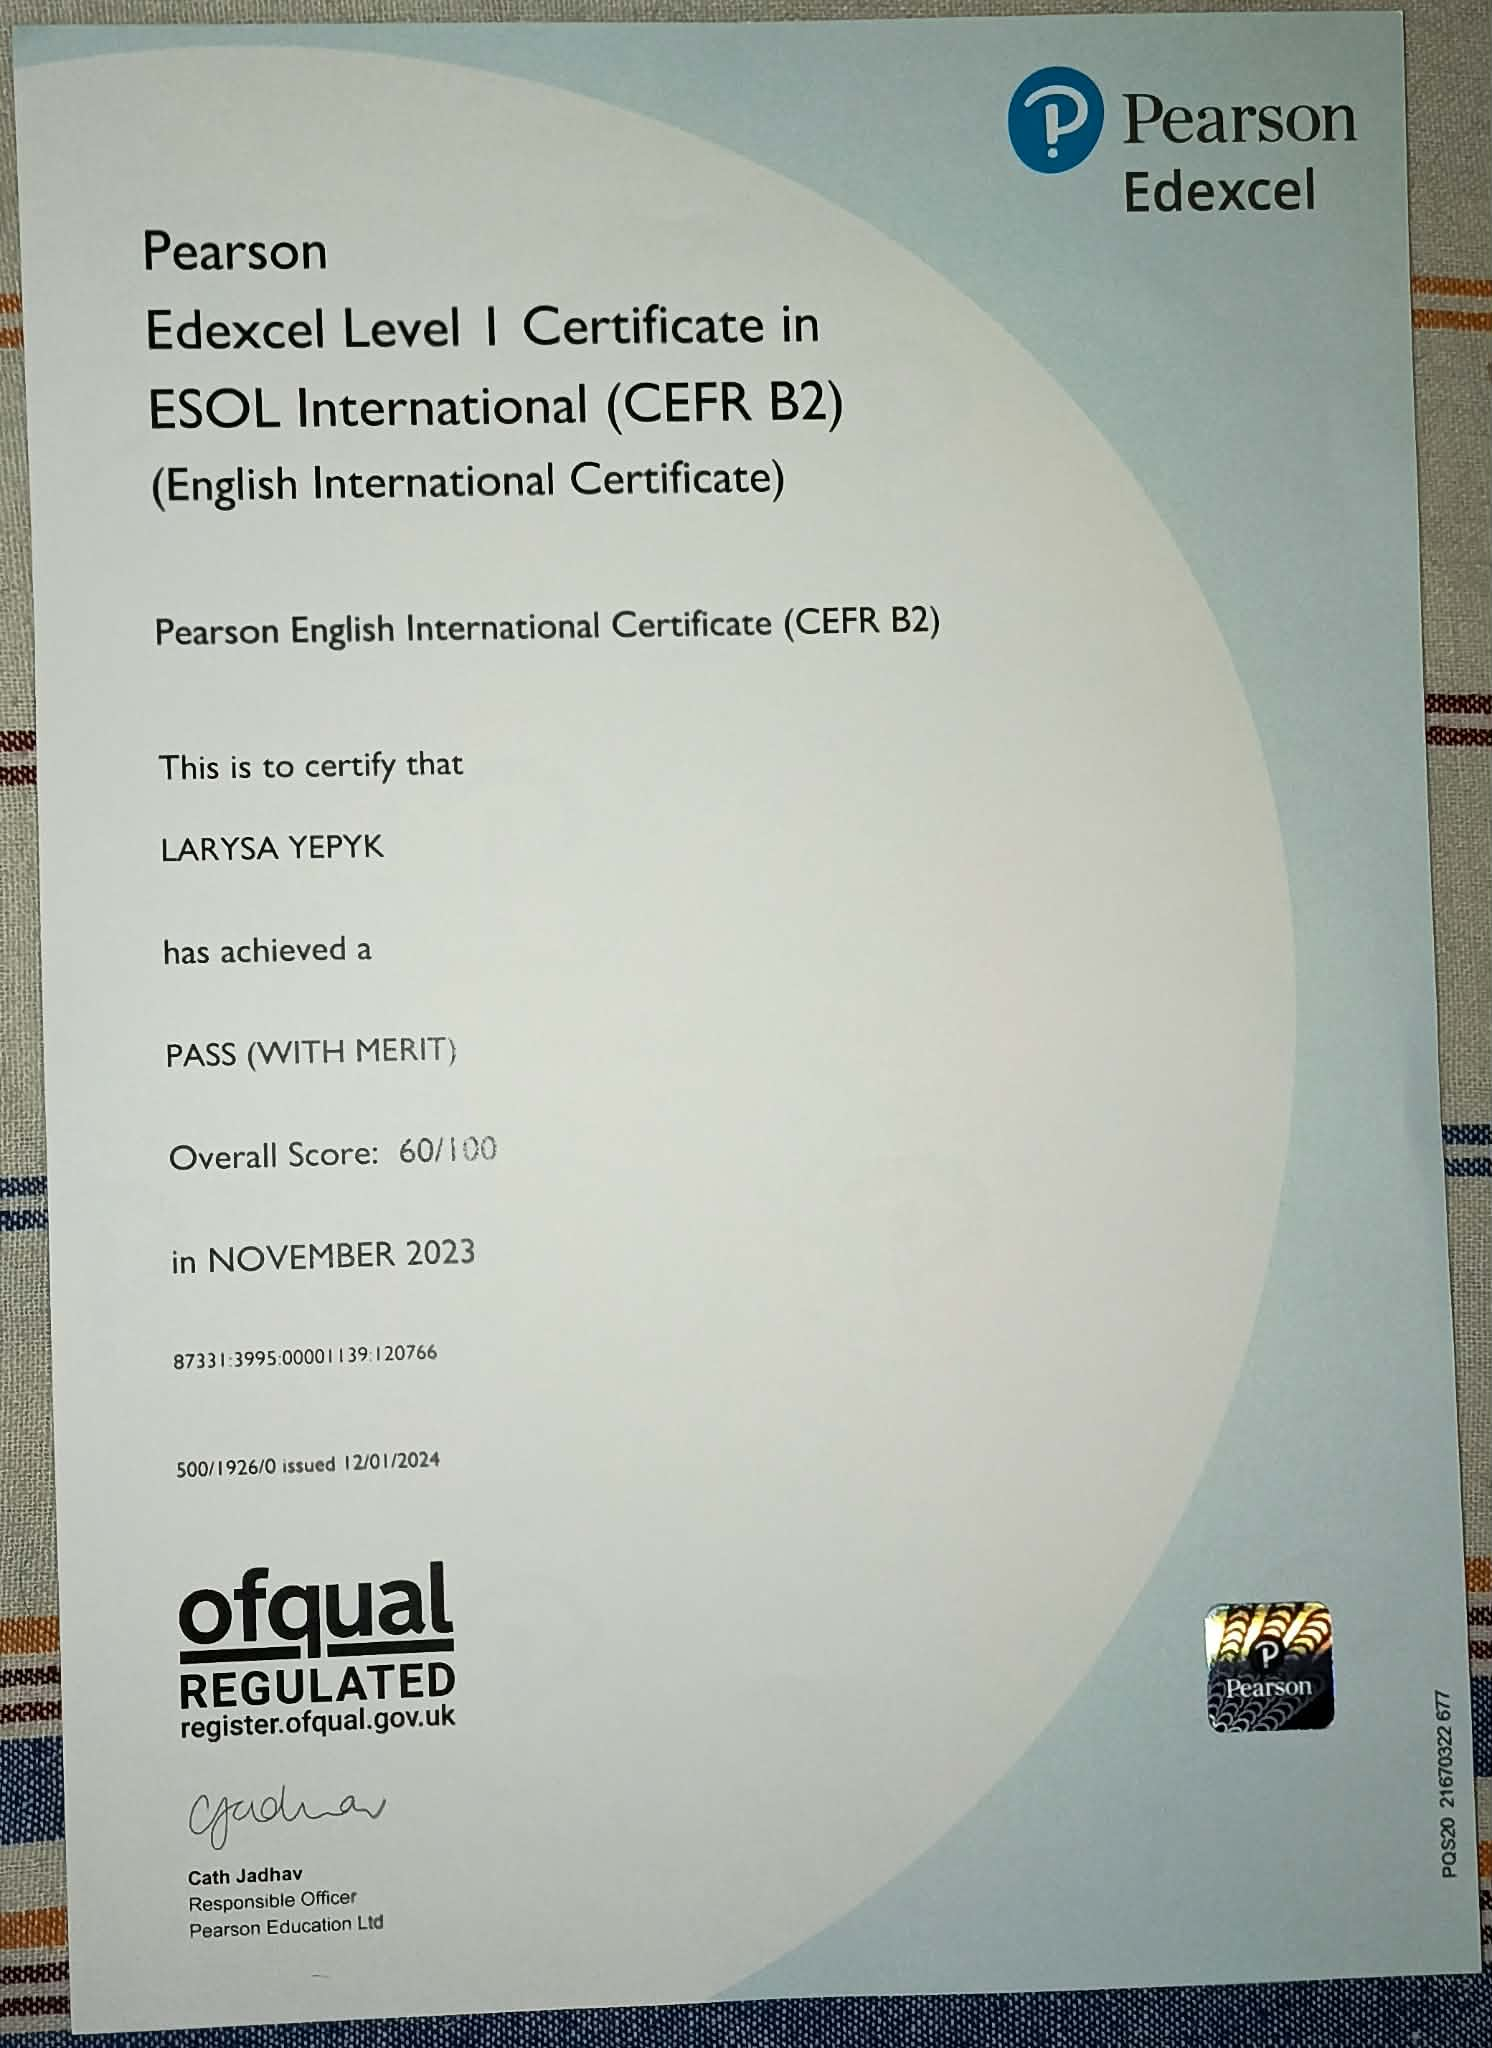 Pearson
Edexcel
Pearson
Edexcel Level 1 Certificate in
ESOL International (CEFR B2)
(English International Certificate)
Pearson English International Certificate (CEFR B2)
This is to certify that
LARYSA YEPYK
has achieved a
PASS (WITH MERIT)
Overall Score: 60/100
in NOVEMBER 2023
87331:3995:00001139:120766
500/1926/0 issued 12/01/2024
ofqual
REGULATED
register.ofqual.gov.uk
Pearson
CJadhav
Cath Jadhav
Responsible Officer
Pearson Education Ltd
PQS20 21670322 677